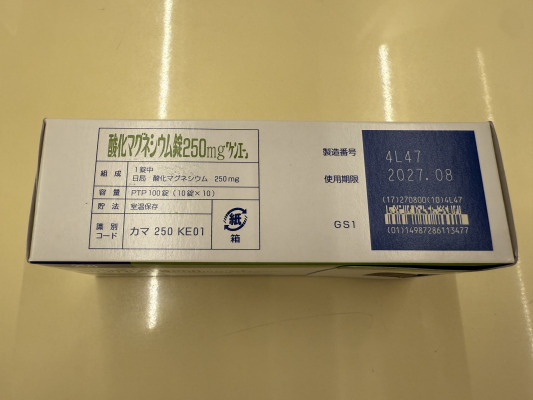 酸化マグネシウム錠250mg「ケンエー」
組成
1錠中
日局 酸化マグネシウム 250mg
容量 PTP100錠(10錠×10)
貯法 室温保存
識別コード カマ 250 KE01
紙
箱
製造番号 4L47
使用期限 2027.08
GS1
(17)270800(10)4L47
(01)14987286113477